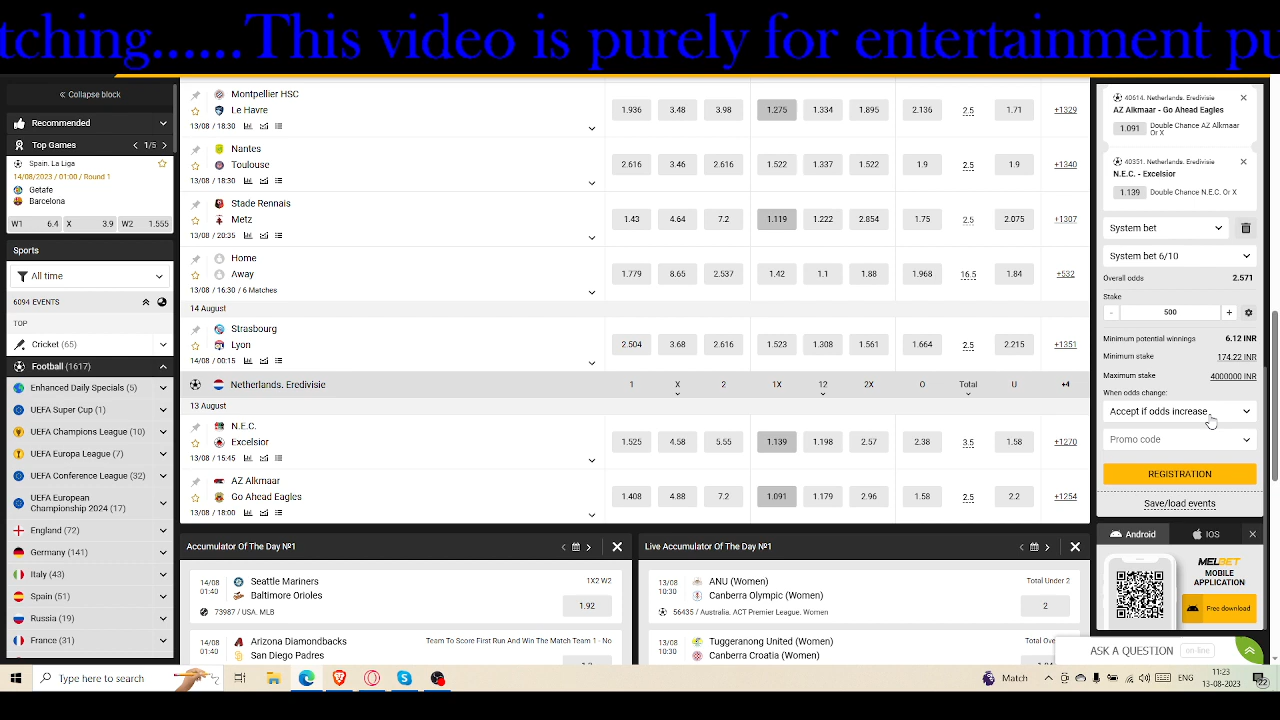 tching......This video is purely for entertainment pu
Collapse block
Recommended
Top Games 1/5
Spain. La Liga
14/08/2023 / 01:00 / Round 1
Getafe
Barcelona
W1 6.4 X 3.9 W2 1.555
Sports
All time
6094 EVENTS
TOP
Cricket (65)
Football (1617)
Enhanced Daily Specials (5)
UEFA Super Cup (1)
UEFA Champions League (10)
UEFA Europa League (7)
UEFA Conference League (32)
UEFA European
Championship 2024 (17)
England (72)
Germany (141)
Italy (43)
Spain (51)
Russia (19)
France (31)
Montpellier HSC
Le Havre
13/08 / 18:30
1.936 3.48 3.98 1.275 1.334 1.895 2.136 2.5 1.71 +1329
Nantes
Toulouse
13/08 / 18:30
2.616 3.46 2.616 1.522 1.337 1.522 1.9 2.5 1.9 +1340
Stade Rennais
Metz
13/08 / 20:35
1.43 4.64 7.2 1.119 1.222 2.854 1.75 2.5 2.075 +1307
Home
Away
13/08 / 16:30 / 6 Matches
1.779 8.65 2.537 1.42 1.1 1.88 1.968 16.5 1.84 +532
14 August
Strasbourg
Lyon
14/08 / 00:15
2.504 3.68 2.616 1.523 1.308 1.561 1.664 2.5 2.215 +1351
Netherlands. Eredivisie 1 X 2 1X 12 2X O Total U +4
13 August
N.E.C.
Excelsior
13/08 / 15:45
1.525 4.58 5.55 1.139 1.198 2.57 2.38 3.5 1.58 +1270
AZ Alkmaar
Go Ahead Eagles
13/08 / 18:00
1.408 4.88 7.2 1.091 1.179 2.96 1.58 2.5 2.2 +1254
Accumulator Of The Day №1
14/08
01:40
Seattle Mariners
Baltimore Orioles
1X2 W2
1.92
73987 / USA. MLB
14/08
01:40
Arizona Diamondbacks
San Diego Padres
Team To Score First Run And Win The Match Team 1 - No
Live Accumulator Of The Day №1
13/08
10:30
ANU (Women)
Canberra Olympic (Women)
Total Under 2
2
56435 / Australia. ACT Premier League. Women
13/08
10:30
Tuggeranong United (Women)
Canberra Croatia (Women)
Total Ove
40614. Netherlands. Eredivisie
AZ Alkmaar - Go Ahead Eagles
1.091 Double Chance AZ Alkmaar
Or X
40351. Netherlands. Eredivisie
N.E.C. - Excelsior
1.139 Double Chance N.E.C. Or X
System bet
System bet 6/10
Overall odds 2.571
Stake
- 500 +
Minimum potential winnings 6.12 INR
Minimum stake 174.22 INR
Maximum stake 4000000 INR
When odds change:
Accept if odds increase
Promo code
REGISTRATION
Save/load events
Android iOS
MELBET
MOBILE
APPLICATION
Free download
ASK A QUESTION on-line
Type here to search
Match
ENG
11:23
13-08-2023
22